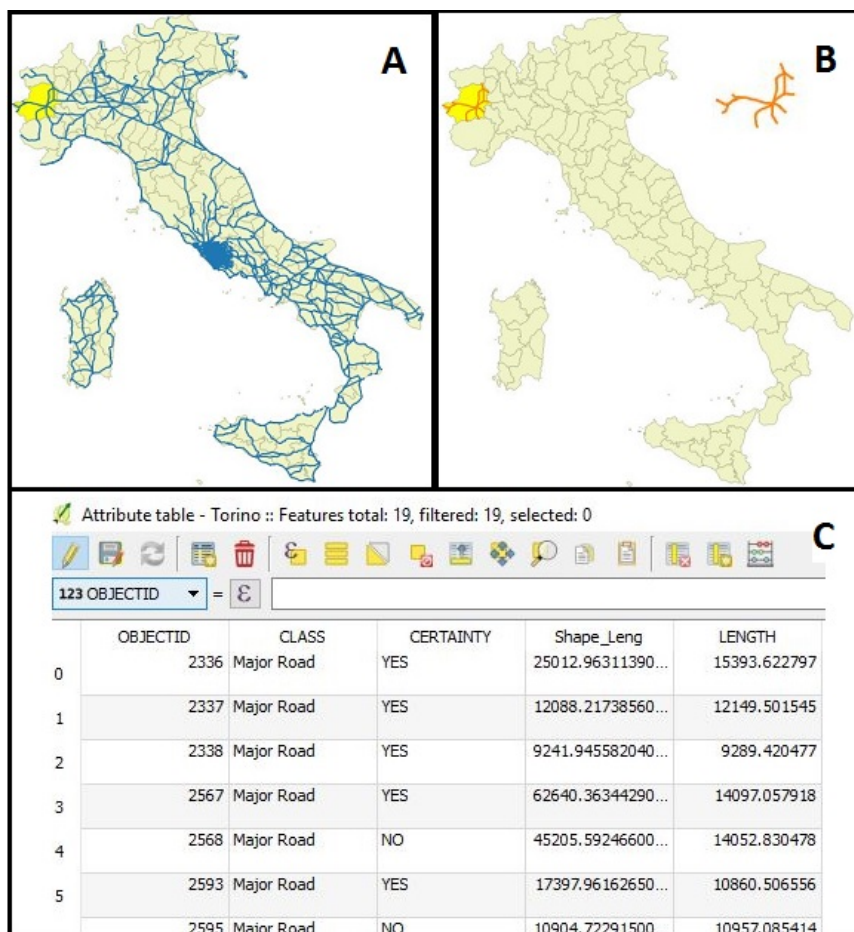 A
B
Attribute table - Torino :: Features total: 19, filtered: 19, selected: 0
C
123 OBJECTID = ε
OBJECTID CLASS CERTAINTY Shape_Leng LENGTH
0 2336 Major Road YES 25012.96311390... 15393.622797
1 2337 Major Road YES 12088.21738560... 12149.501545
2 2338 Major Road YES 9241.945582040... 9289.420477
3 2567 Major Road YES 62640.36344290... 14097.057918
4 2568 Major Road NO 45205.59246600... 14052.830478
5 2593 Major Road YES 17397.96162650... 10860.506556
2595 Major Road NO 10904.72291500... 10957.085414